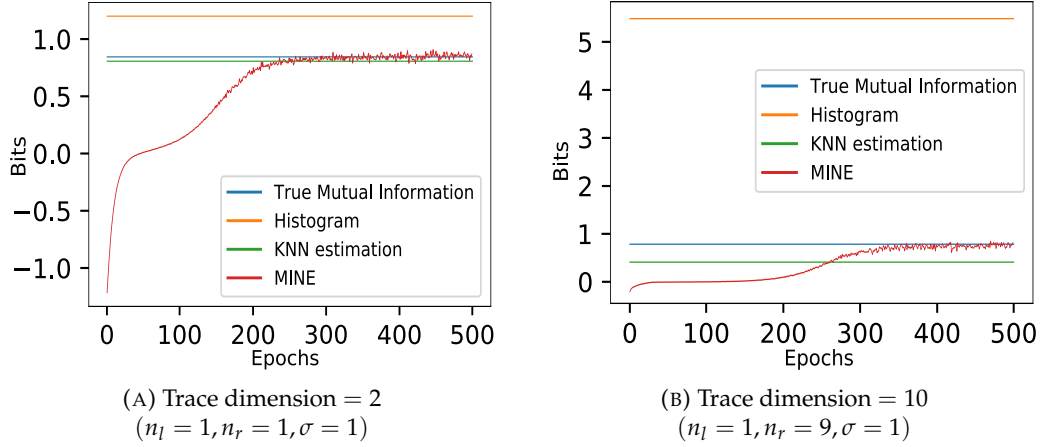 1.0
0.5
0.0
−0.5
−1.0
Bits
True Mutual Information
Histogram
KNN estimation
MINE
0 100 200 300 400 500
Epochs
(A) Trace dimension = 2
(n_l = 1, n_r = 1, σ = 1)
5
4
3
2
1
0
Bits
True Mutual Information
Histogram
KNN estimation
MINE
0 100 200 300 400 500
Epochs
(B) Trace dimension = 10
(n_l = 1, n_r = 9, σ = 1)